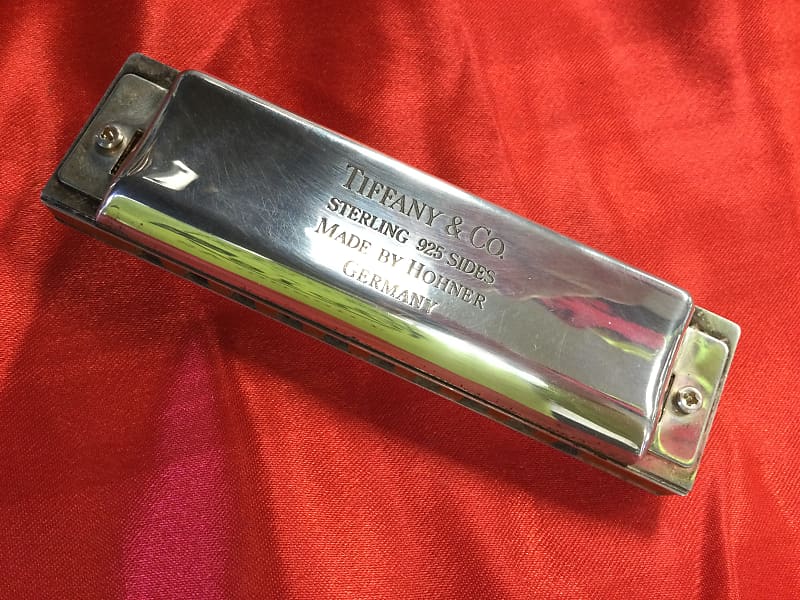 TIFFANY & CO.
STERLING 925 SIDES
MADE BY HOHNER
GERMANY